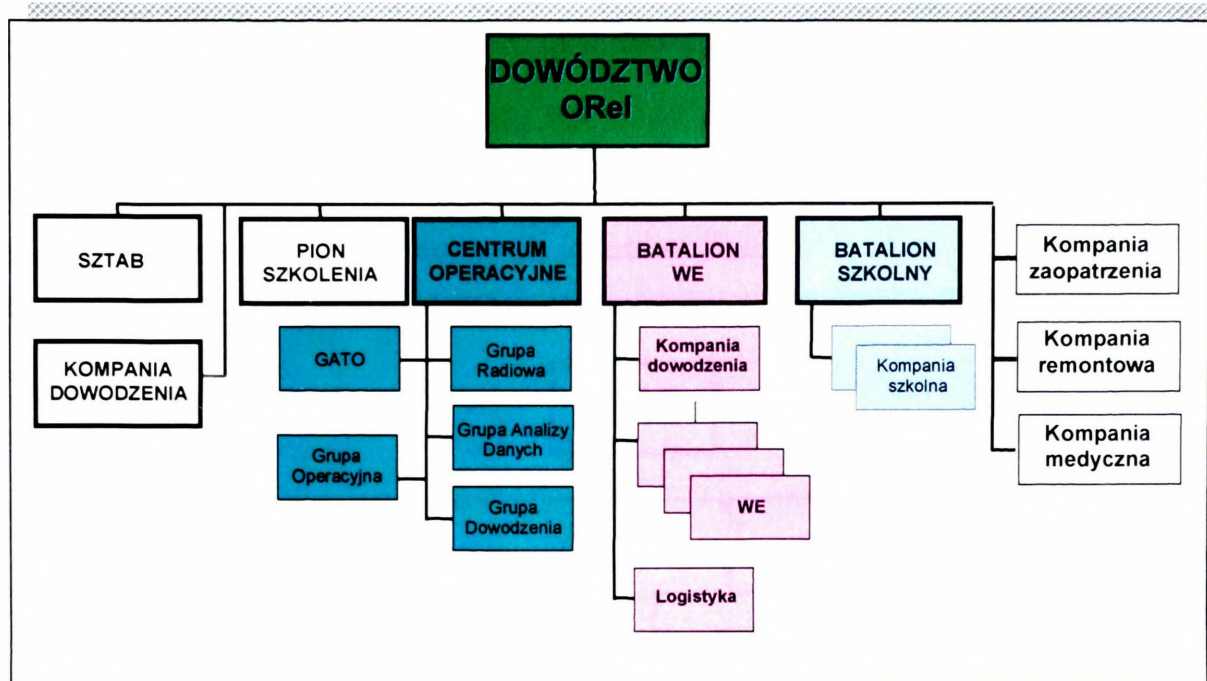 DOWÓDZTWO
ORel
SZTAB
PION
SZKOLENIA
CENTRUM
OPERACYJNE
BATALION
WE
BATALION
SZKOLNY
Kompania
zaopatrzenia
KOMPANIA
DOWODZENIA
GATO
Grupa
Radiowa
Kompania
dowodzenia
Kompania
szkolna
Kompania
remontowa
Grupa
Operacyjna
Grupa Analizy
Danych
Grupa
Dowodzenia
WE
Kompania
medyczna
Logistyka